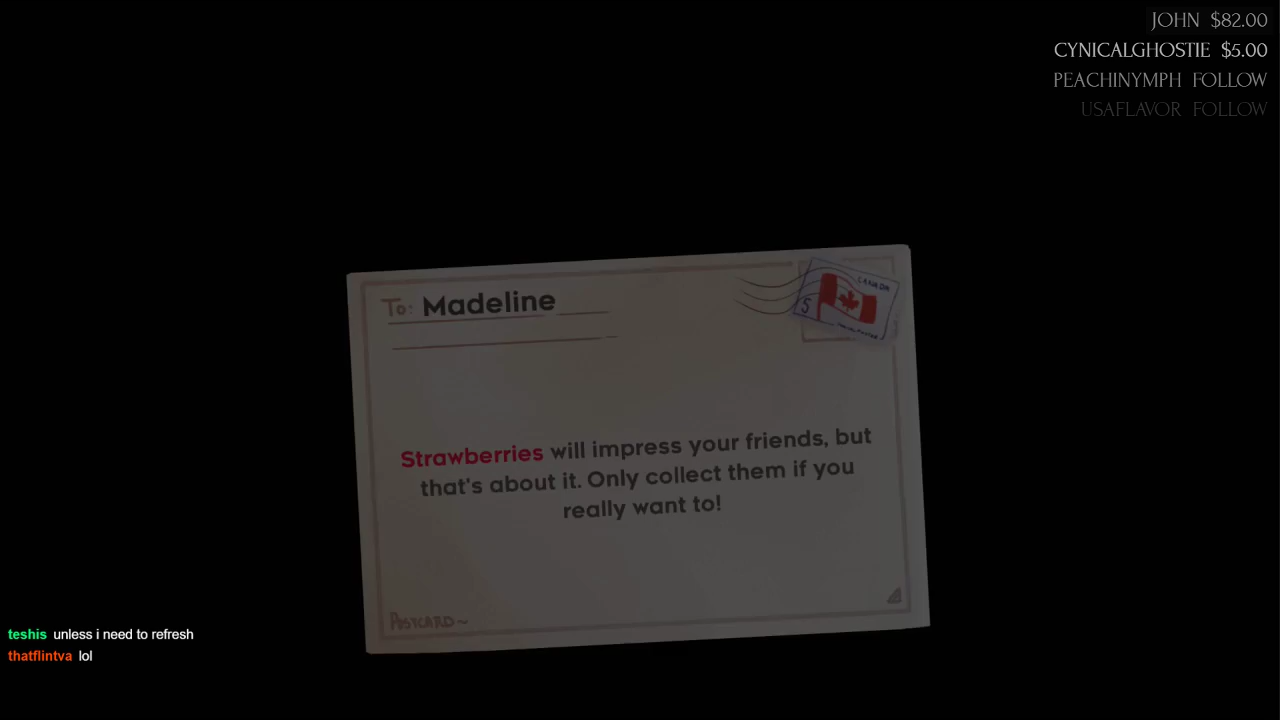 JOHN $82.00
CYNICALGHOSTIE $5.00
PEACHINYMPH FOLLOW
USAFLAVOR FOLLOW
To: Madeline
CANADA
5
Strawberries will impress your friends, but
that's about it. Only collect them if you
really want to!
POSTCARD~
teshis unless i need to refresh
thatflintva lol